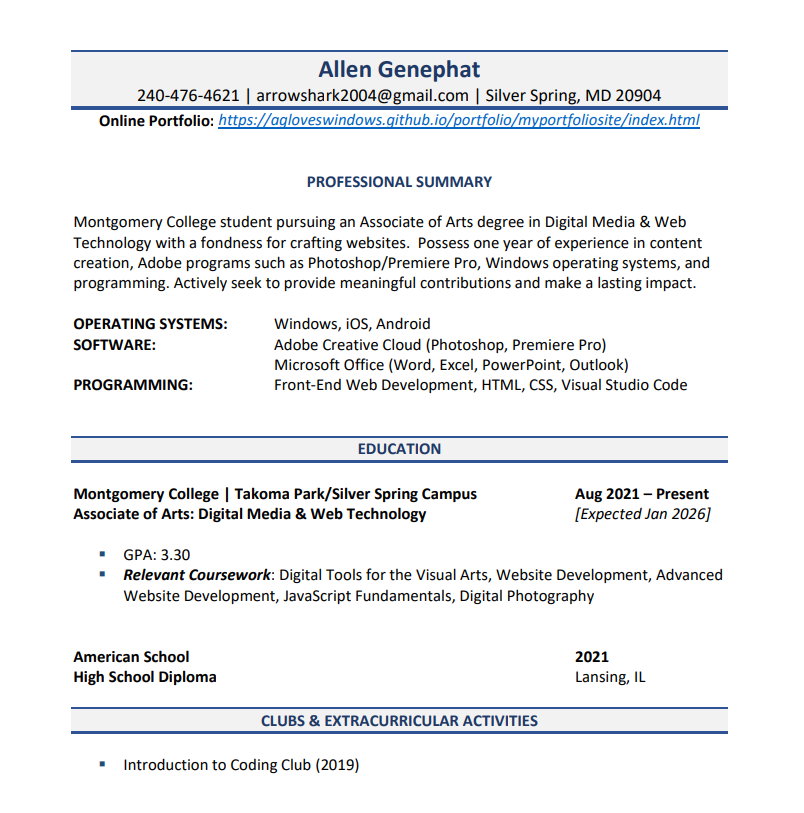 Allen Genephat
240-476-4621 | arrowshark2004@gmail.com | Silver Spring, MD 20904
Online Portfolio: https://agloveswindows.github.io/portfolio/myportfoliosite/index.html
PROFESSIONAL SUMMARY
Montgomery College student pursuing an Associate of Arts degree in Digital Media & Web
Technology with a fondness for crafting websites.  Possess one year of experience in content
creation, Adobe programs such as Photoshop/Premiere Pro, Windows operating systems, and
programming. Actively seek to provide meaningful contributions and make a lasting impact.
OPERATING SYSTEMS: Windows, iOS, Android
SOFTWARE: Adobe Creative Cloud (Photoshop, Premiere Pro)
Microsoft Office (Word, Excel, PowerPoint, Outlook)
PROGRAMMING: Front-End Web Development, HTML, CSS, Visual Studio Code
EDUCATION
Montgomery College | Takoma Park/Silver Spring Campus Aug 2021 – Present
Associate of Arts: Digital Media & Web Technology [Expected Jan 2026]
▪ GPA: 3.30
▪ Relevant Coursework: Digital Tools for the Visual Arts, Website Development, Advanced
Website Development, JavaScript Fundamentals, Digital Photography
American School 2021
High School Diploma Lansing, IL
CLUBS & EXTRACURRICULAR ACTIVITIES
▪ Introduction to Coding Club (2019)